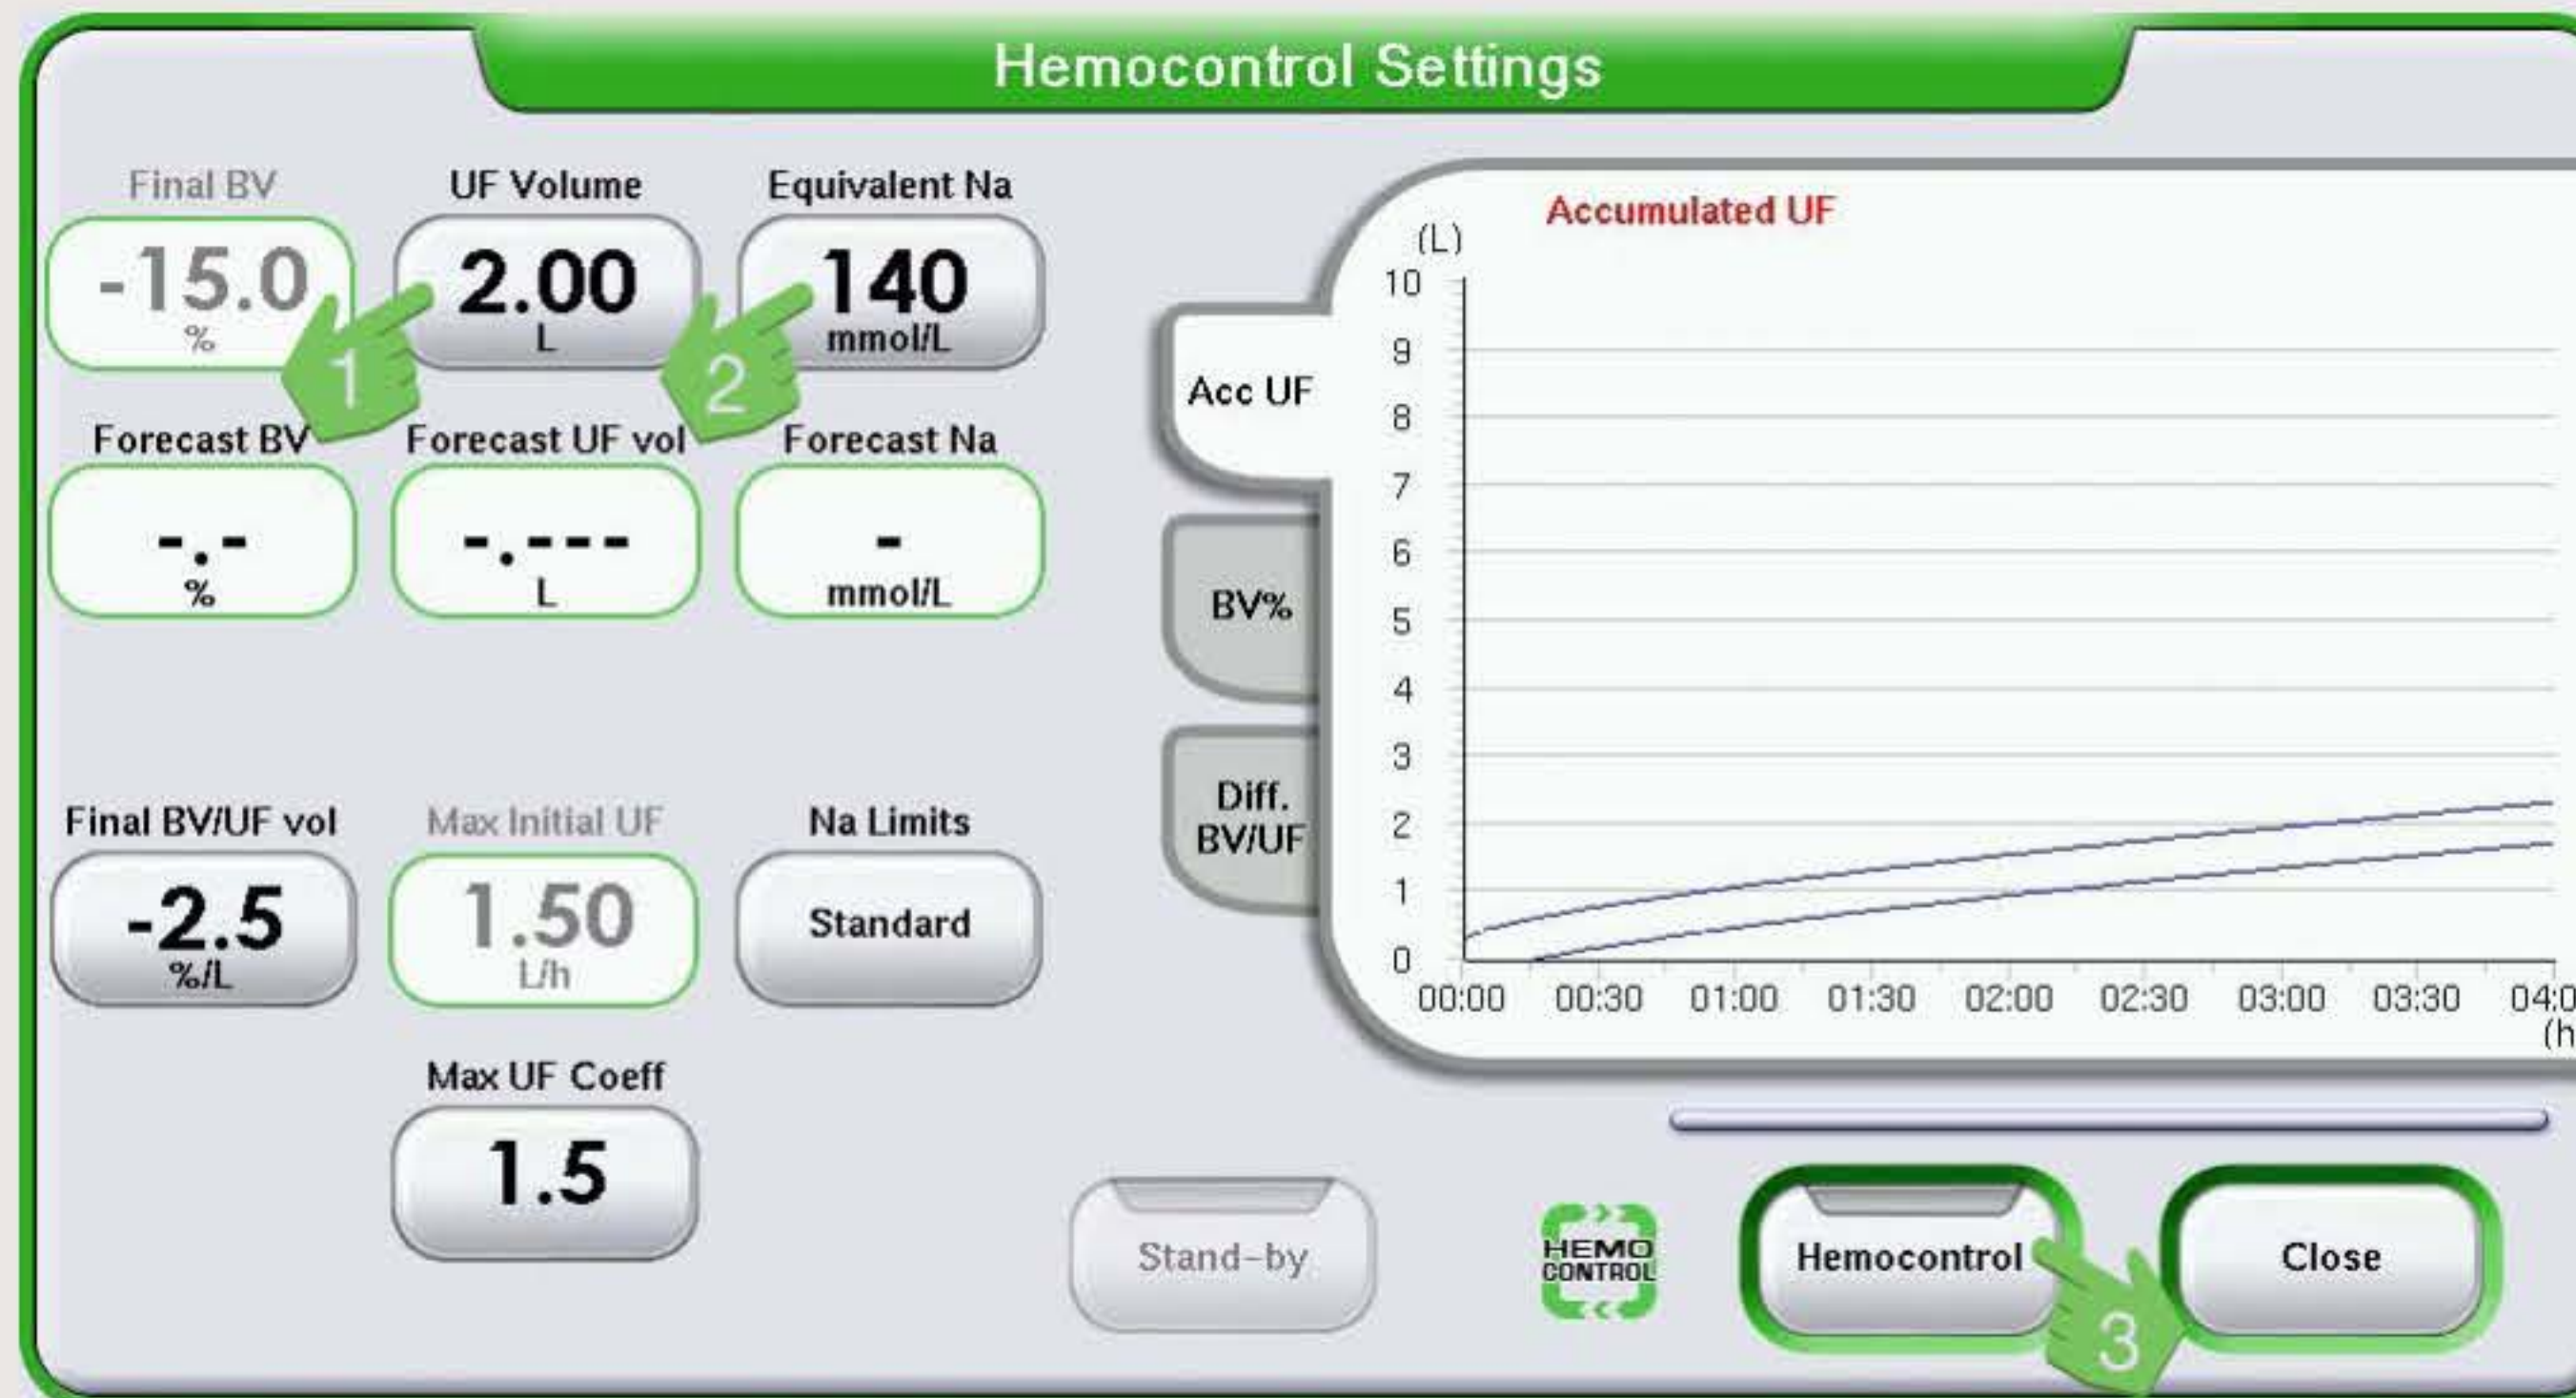 Hemocontrol Settings
Final BV
UF Volume
Equivalent Na
-15.0
%
2.00
L
140
mmol/L
1
2
Forecast BV
Forecast UF vol
Forecast Na
-.-
%
-.---
L
-
mmol/L
Final BV/UF vol
Max Initial UF
Na Limits
-2.5
%/L
1.50
L/h
Standard
Max UF Coeff
1.5
Acc UF
BV%
Diff.
BV/UF
Accumulated UF
(L)
10
9
8
7
6
5
4
3
2
1
0
00:00 00:30 01:00 01:30 02:00 02:30 03:00 03:30 04:0
(h
Stand-by
HEMO
CONTROL
Hemocontrol
Close
3